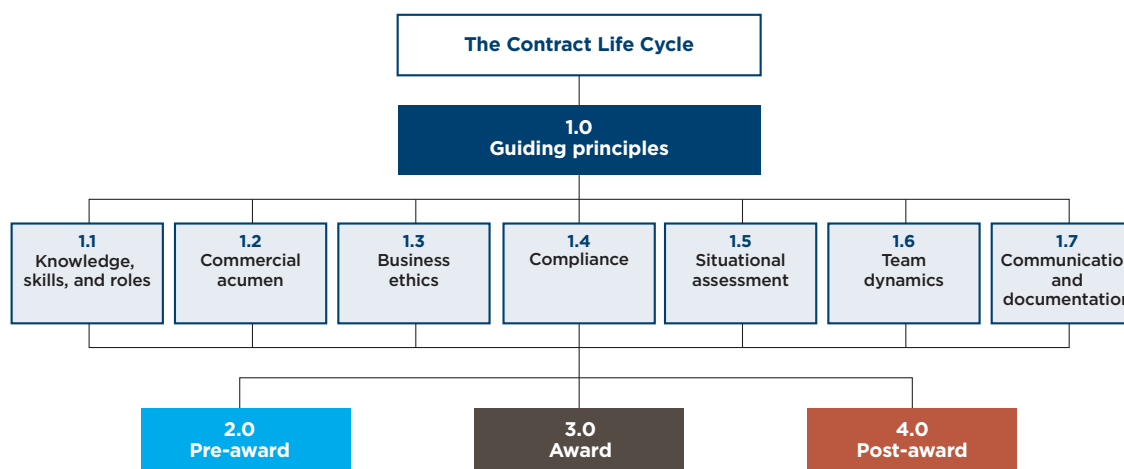 The Contract Life Cycle
1.0
Guiding principles
1.1
Knowledge,
skills, and roles
1.2
Commercial
acumen
1.3
Business
ethics
1.4
Compliance
1.5
Situational
assessment
1.6
Team
dynamics
1.7
Communication
and
documentation
2.0
Pre-award
3.0
Award
4.0
Post-award